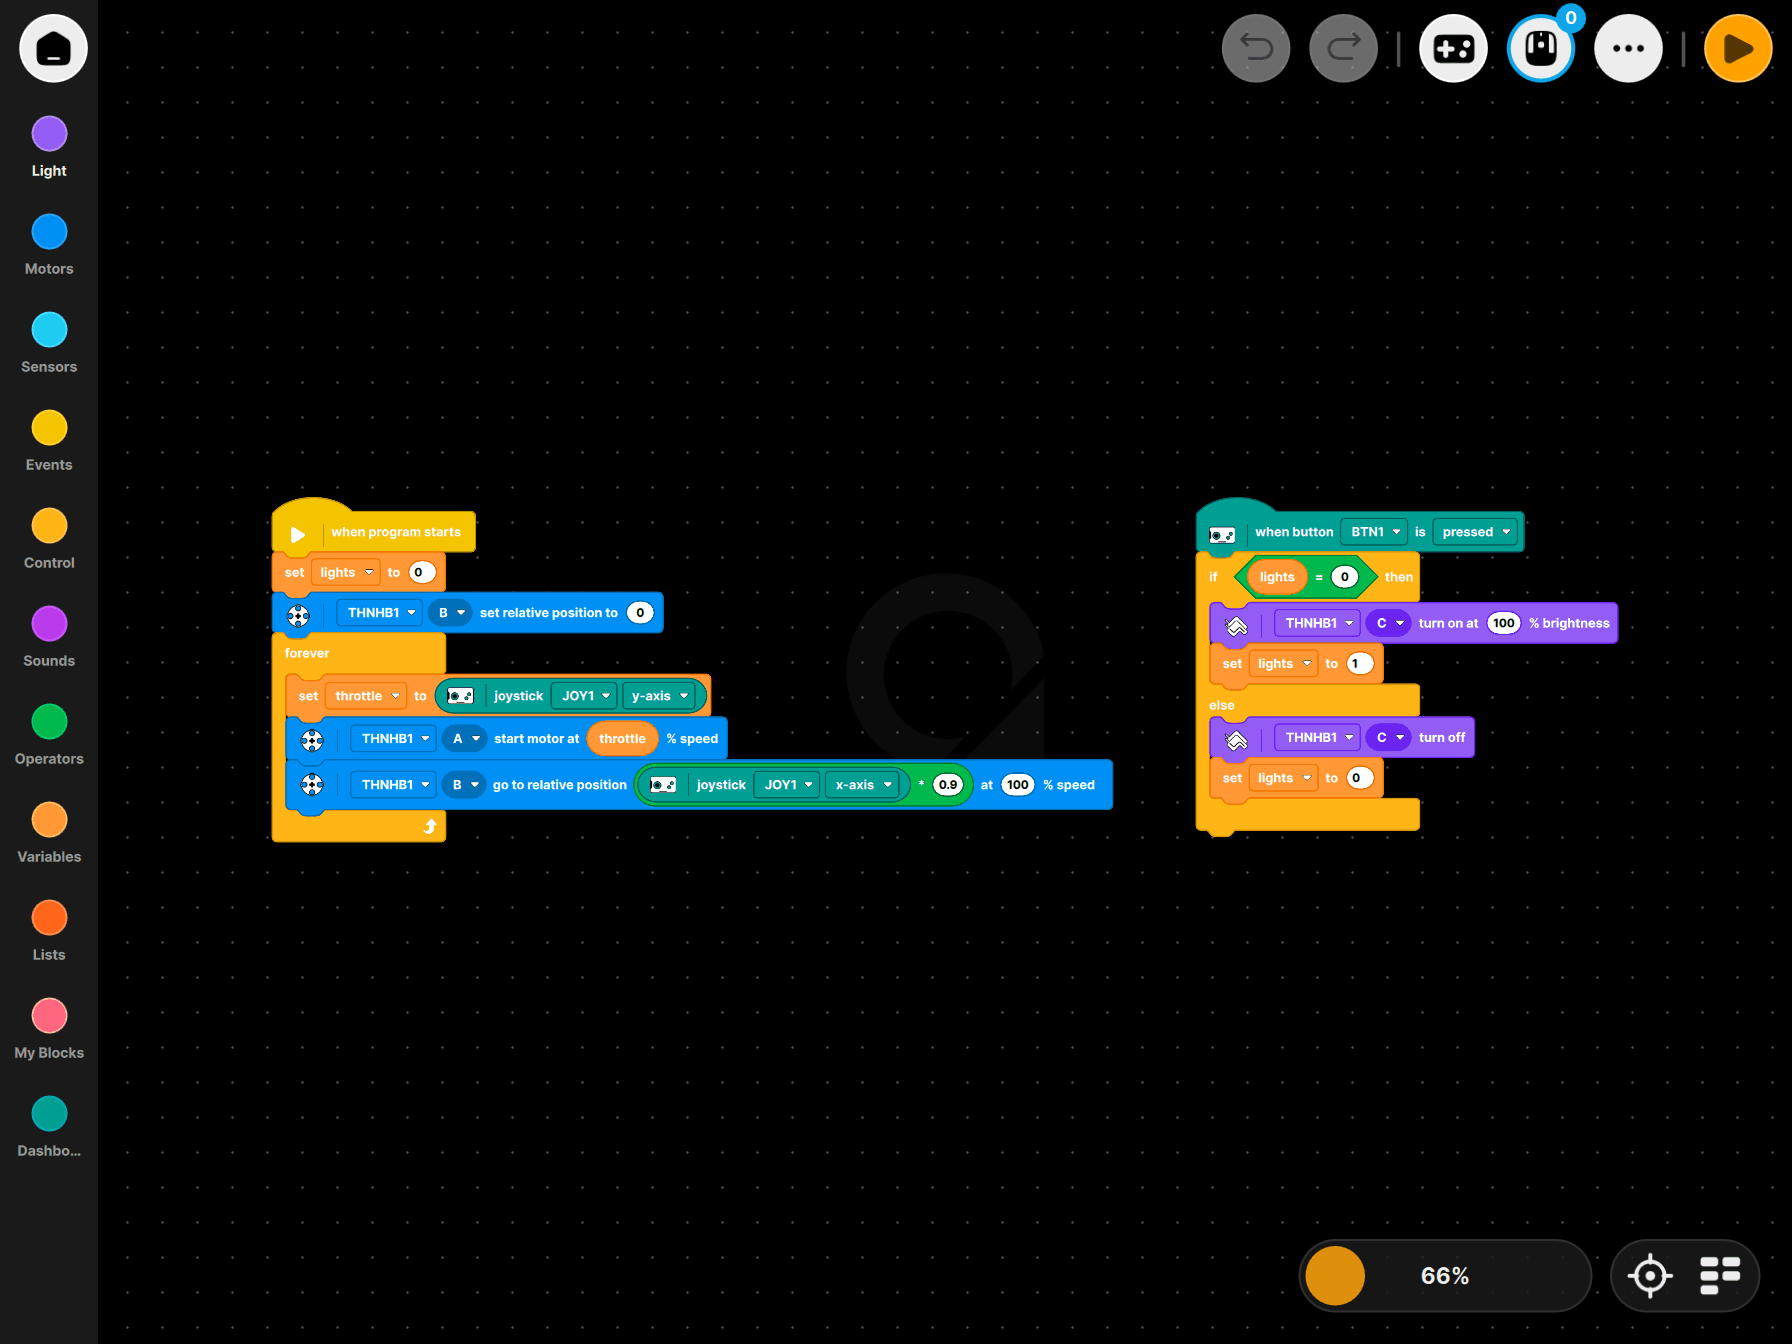 0
Light
Motors
Sensors
Events
Control
Sounds
Operators
Variables
Lists
My Blocks
Dashbo...
when program starts
set lights to 0
THNHB1 B set relative position to 0
forever
set throttle to joystick JOY1 y-axis
THNHB1 A start motor at throttle % speed
THNHB1 B go to relative position joystick JOY1 x-axis * 0.9 at 100 % speed
when button BTN1 is pressed
if lights = 0 then
THNHB1 C turn on at 100 % brightness
set lights to 1
else
THNHB1 C turn off
set lights to 0
66%